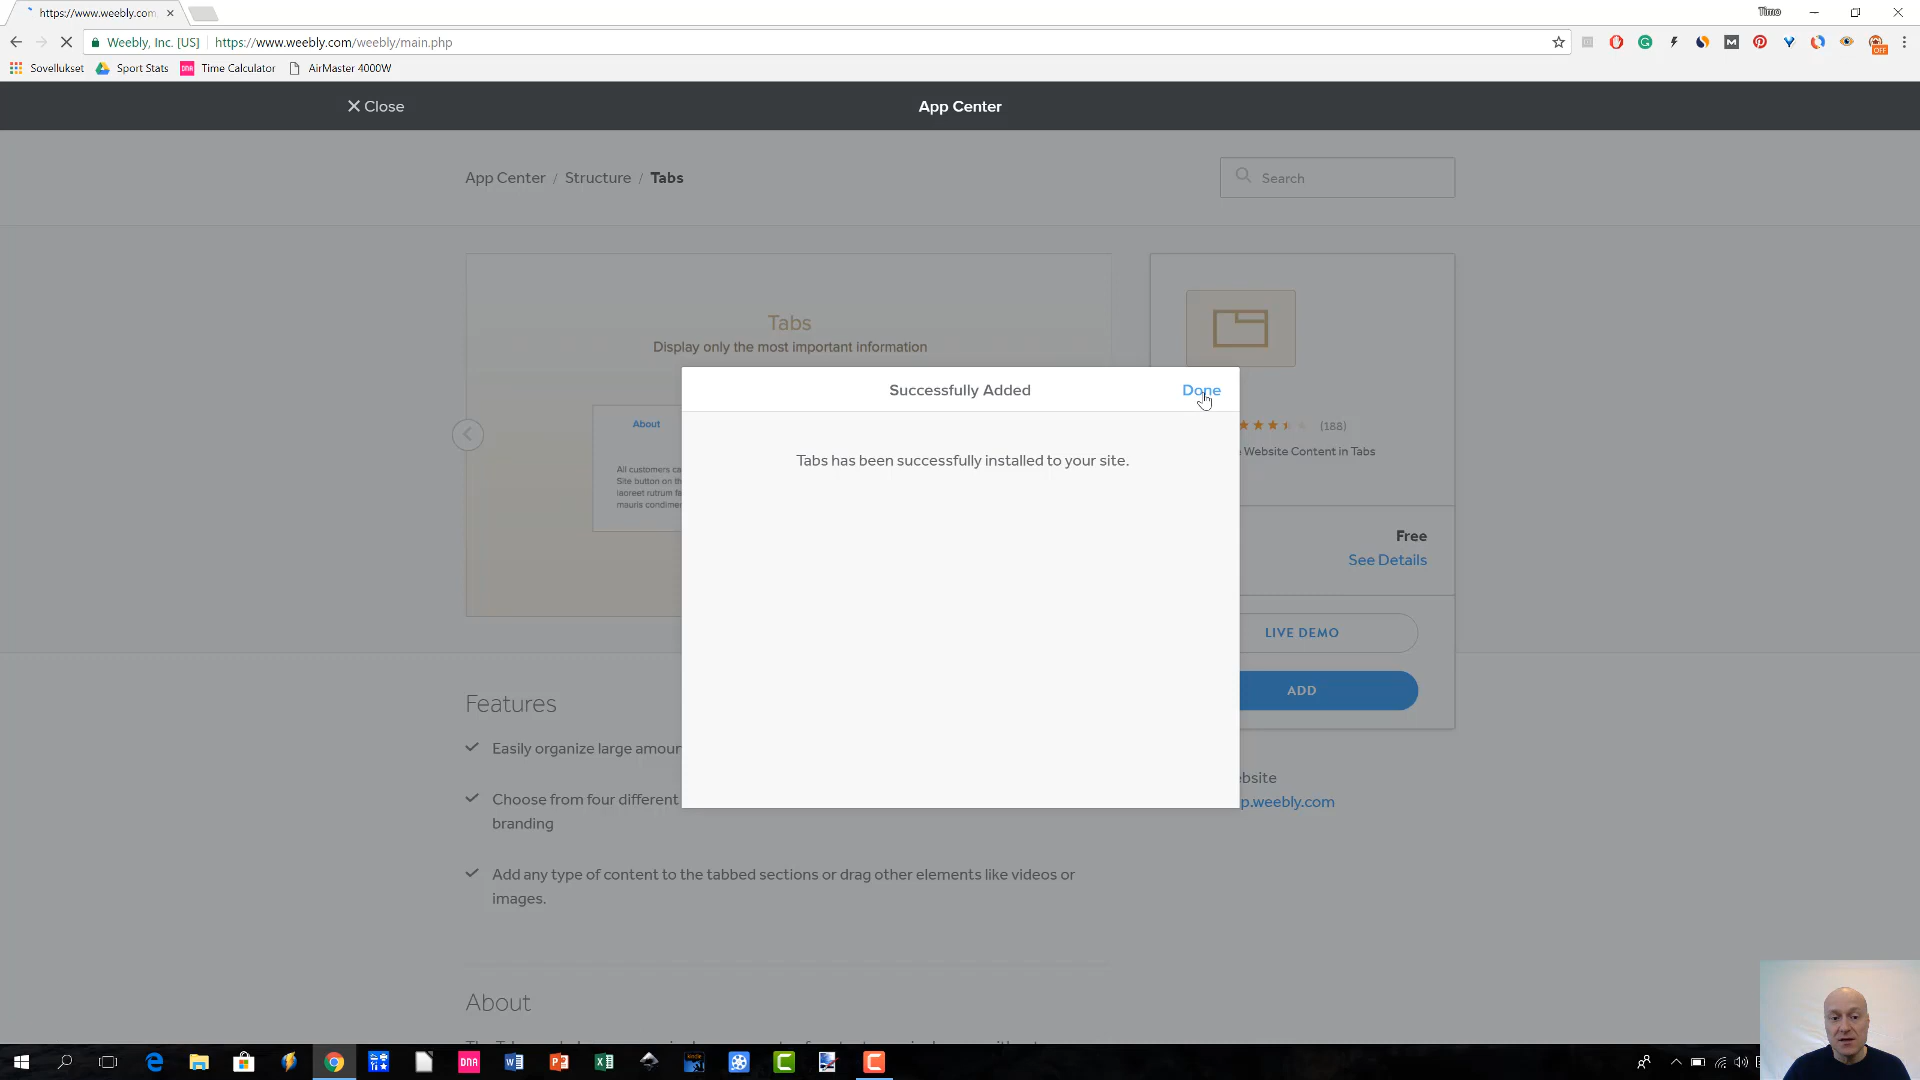 https://www.weebly.com
Timo
Weebly, Inc. [US]
https://www.weebly.com/weebly/main.php
OFF
Sovellukset
Sport Stats
DNA
Time Calculator
AirMaster 4000W
Close
App Center
App Center / Structure / Tabs
Search
Tabs
Display only the most important information
Successfully Added
Done
About
(188)
Website Content in Tabs
Tabs has been successfully installed to your site.
All customers ca
Site button on th
laoreet rutrum fa
mauris condime
Free
See Details
LIVE DEMO
ADD
Features
Easily organize large amour
ebsite
Choose from four different
p.weebly.com
branding
Add any type of content to the tabbed sections or drag other elements like videos or
images.
About
DNA
kindle